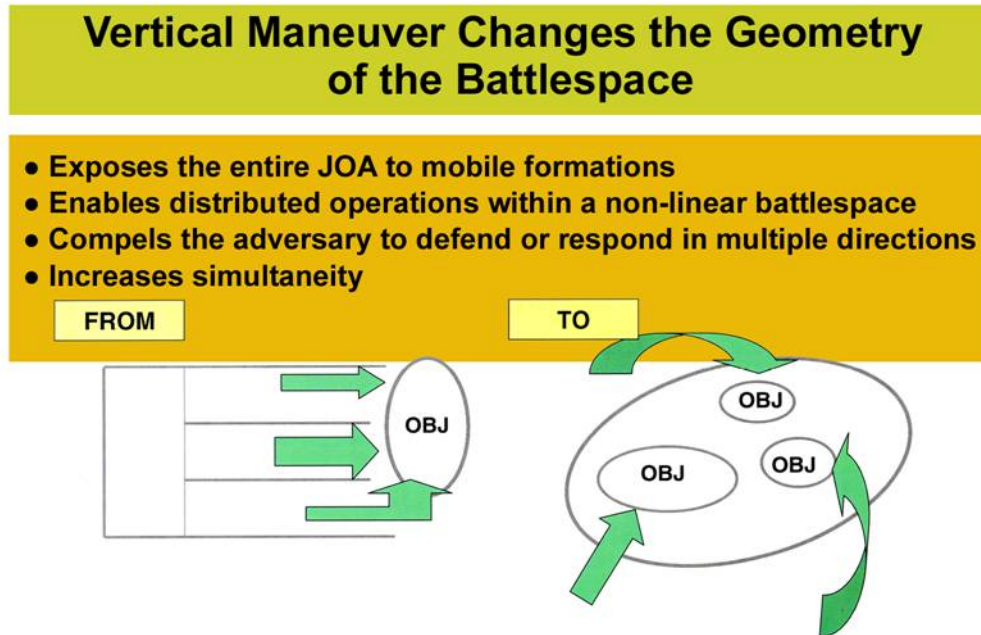 Vertical Maneuver Changes the Geometry
of the Battlespace
● Exposes the entire JOA to mobile formations
● Enables distributed operations within a non-linear battlespace
● Compels the adversary to defend or respond in multiple directions
● Increases simultaneity
FROM
TO
OBJ
OBJ
OBJ
OBJ